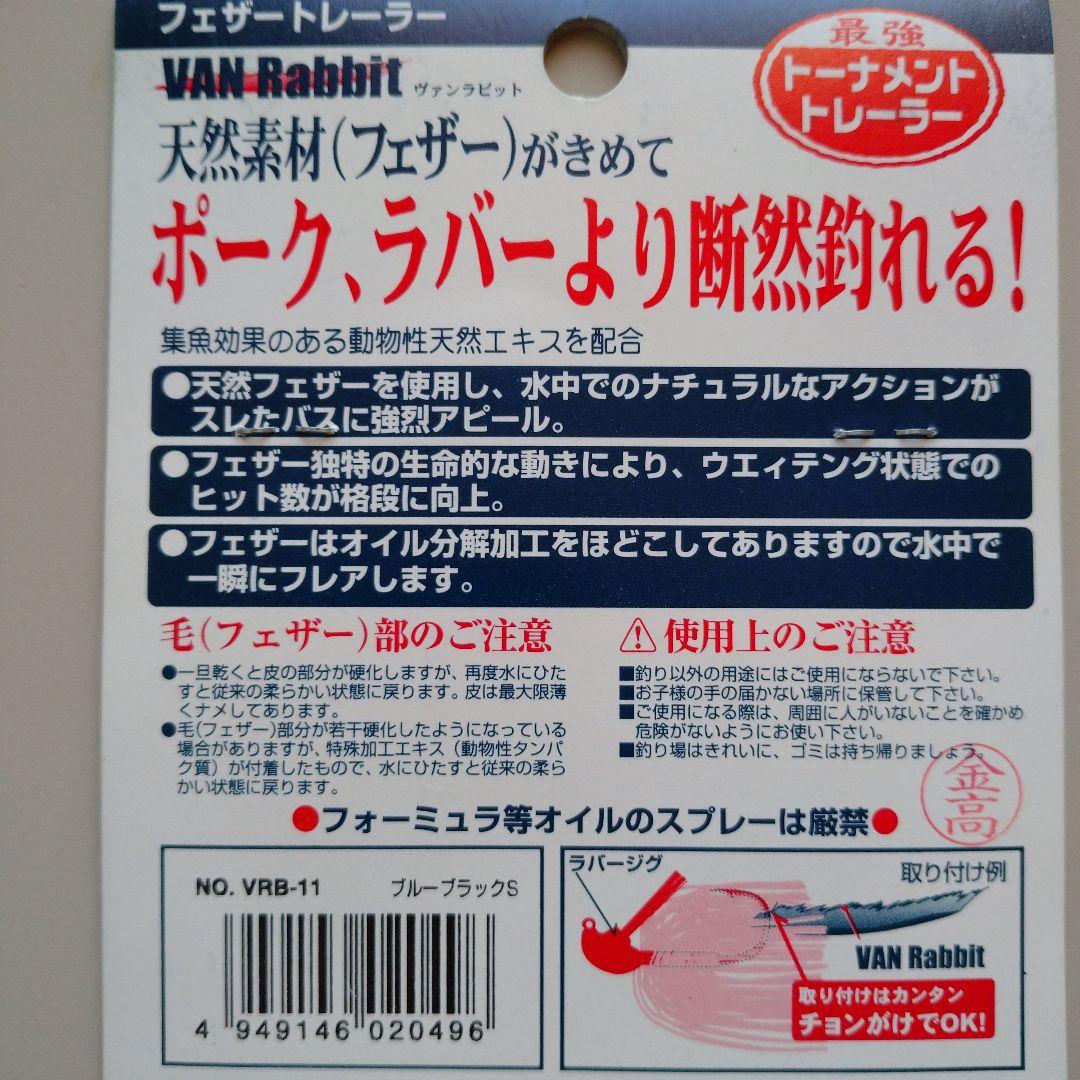 フェザートレーラー
VAN Rabbit ヴァンラビット
最強
トーナメント
トレーラー
天然素材(フェザー)がきめて
ポーク、ラバーより断然釣れる!
集魚効果のある動物性天然エキスを配合
●天然フェザーを使用し、水中でのナチュラルなアクションが
スレたバスに強烈アピール。
●フェザー独特の生命的な動きにより、ウエィテング状態での
ヒット数が格段に向上。
●フェザーはオイル分解加工をほどこしてありますので水中で
一瞬にフレアします。
毛(フェザー)部のご注意
●一旦乾くと皮の部分が硬化しますが、再度水にひた
すと従来の柔らかい状態に戻ります。皮は最大限薄
くナメしてあります。
●毛(フェザー)部分が若干硬化したようになっている
場合がありますが、特殊加工エキス(動物性タンパ
ク質)が付着したもので、水にひたすと従来の柔ら
かい状態に戻ります。
⚠使用上のご注意
■釣り以外の用途にはご使用にならないで下さい。
■お子様の手の届かない場所に保管して下さい。
■ご使用になる際は、周囲に人がいないことを確かめ
危険がないようにお使い下さい。
■釣り場はきれいに、ゴミは持ち帰りましょう。
金高
●フォーミュラ等オイルのスプレーは厳禁●
NO. VRB-11 ブルーブラックS
4 949146 020496
ラバージグ
取り付け例
VAN Rabbit
取り付けはカンタン
チョンがけでOK!